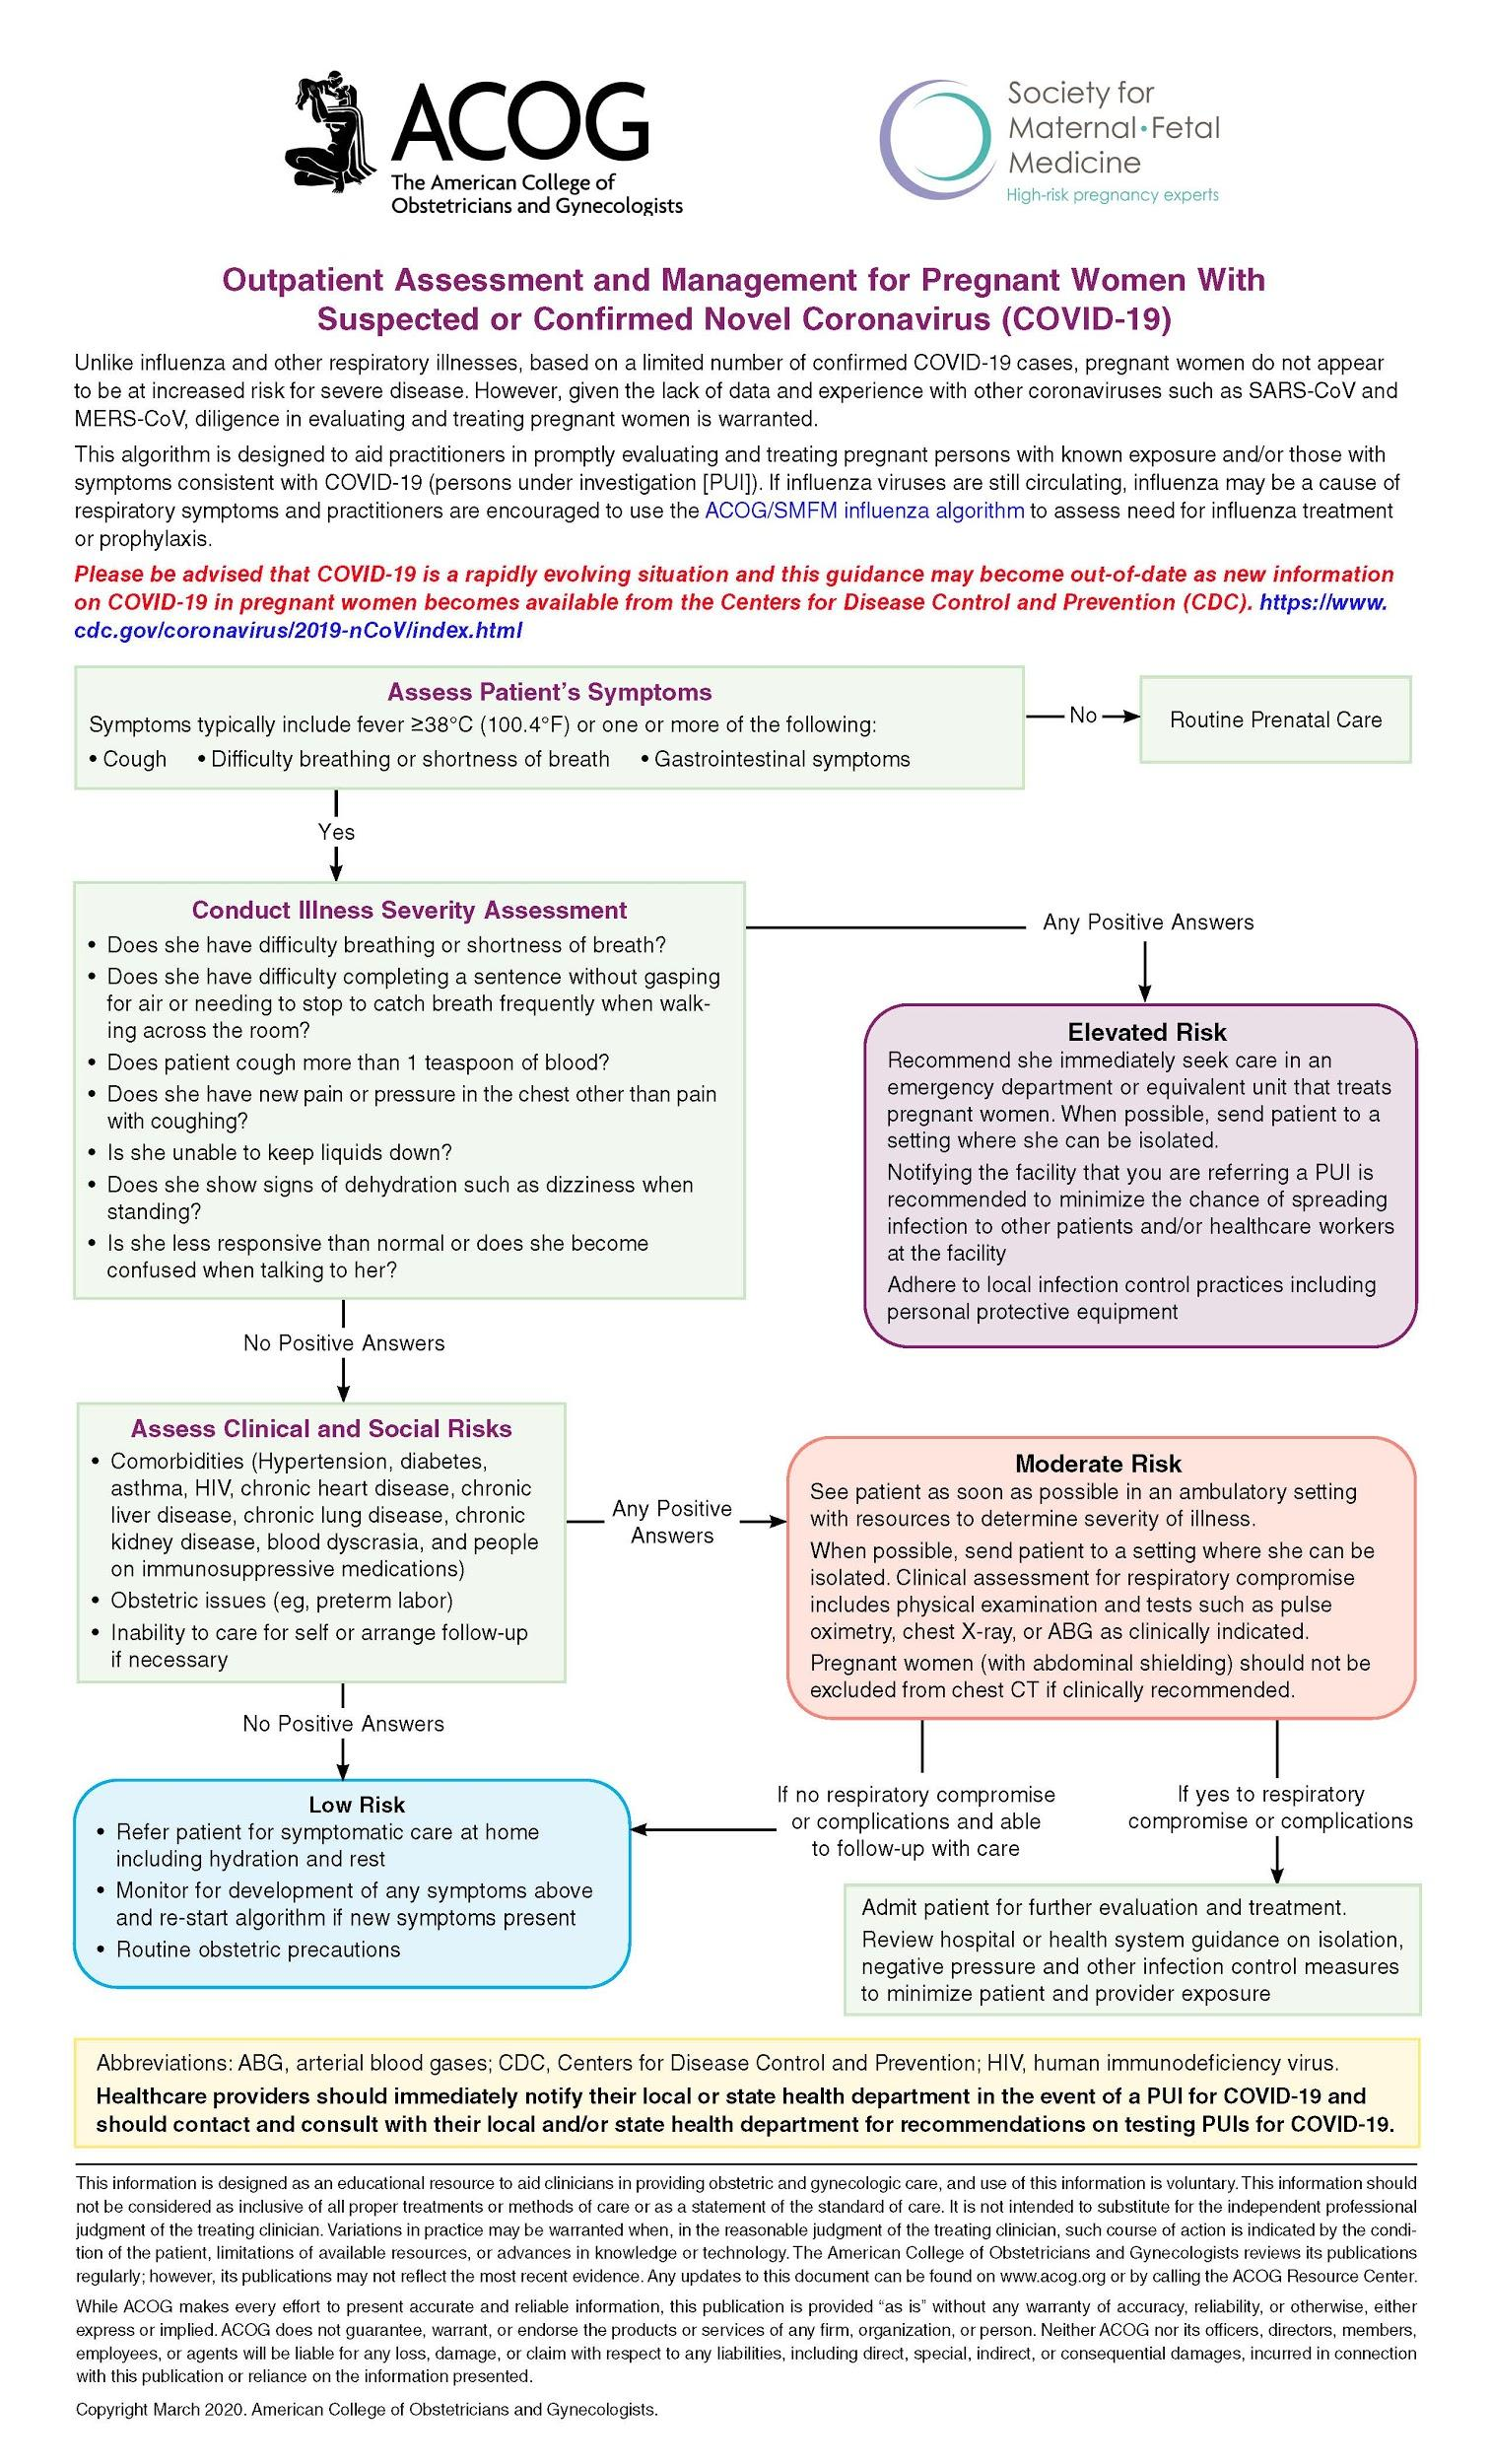 ACOG
The American College of
Obstetricians and Gynecologists
Society for
Maternal•Fetal
Medicine
High-risk pregnancy experts
Outpatient Assessment and Management for Pregnant Women With
Suspected or Confirmed Novel Coronavirus (COVID-19)
Unlike influenza and other respiratory illnesses, based on a limited number of confirmed COVID-19 cases, pregnant women do not appear
to be at increased risk for severe disease. However, given the lack of data and experience with other coronaviruses such as SARS-CoV and
MERS-CoV, diligence in evaluating and treating pregnant women is warranted.
This algorithm is designed to aid practitioners in promptly evaluating and treating pregnant persons with known exposure and/or those with
symptoms consistent with COVID-19 (persons under investigation [PUI]). If influenza viruses are still circulating, influenza may be a cause of
respiratory symptoms and practitioners are encouraged to use the ACOG/SMFM influenza algorithm to assess need for influenza treatment
or prophylaxis.
Please be advised that COVID-19 is a rapidly evolving situation and this guidance may become out-of-date as new information
on COVID-19 in pregnant women becomes available from the Centers for Disease Control and Prevention (CDC). https://www.
cdc.gov/coronavirus/2019-nCoV/index.html
Assess Patient's Symptoms
Symptoms typically include fever ≥38°C (100.4°F) or one or more of the following:
• Cough • Difficulty breathing or shortness of breath • Gastrointestinal symptoms
No
Routine Prenatal Care
Yes
Conduct Illness Severity Assessment
• Does she have difficulty breathing or shortness of breath?
• Does she have difficulty completing a sentence without gasping
for air or needing to stop to catch breath frequently when walk-
ing across the room?
• Does patient cough more than 1 teaspoon of blood?
• Does she have new pain or pressure in the chest other than pain
with coughing?
• Is she unable to keep liquids down?
• Does she show signs of dehydration such as dizziness when
standing?
• Is she less responsive than normal or does she become
confused when talking to her?
Any Positive Answers
Elevated Risk
Recommend she immediately seek care in an
emergency department or equivalent unit that treats
pregnant women. When possible, send patient to a
setting where she can be isolated.
Notifying the facility that you are referring a PUI is
recommended to minimize the chance of spreading
infection to other patients and/or healthcare workers
at the facility
Adhere to local infection control practices including
personal protective equipment
No Positive Answers
Assess Clinical and Social Risks
• Comorbidities (Hypertension, diabetes,
asthma, HIV, chronic heart disease, chronic
liver disease, chronic lung disease, chronic
kidney disease, blood dyscrasia, and people
on immunosuppressive medications)
• Obstetric issues (eg, preterm labor)
• Inability to care for self or arrange follow-up
if necessary
Any Positive
Answers
Moderate Risk
See patient as soon as possible in an ambulatory setting
with resources to determine severity of illness.
When possible, send patient to a setting where she can be
isolated. Clinical assessment for respiratory compromise
includes physical examination and tests such as pulse
oximetry, chest X-ray, or ABG as clinically indicated.
Pregnant women (with abdominal shielding) should not be
excluded from chest CT if clinically recommended.
No Positive Answers
Low Risk
• Refer patient for symptomatic care at home
including hydration and rest
• Monitor for development of any symptoms above
and re-start algorithm if new symptoms present
• Routine obstetric precautions
If no respiratory compromise
or complications and able
to follow-up with care
If yes to respiratory
compromise or complications
Admit patient for further evaluation and treatment.
Review hospital or health system guidance on isolation,
negative pressure and other infection control measures
to minimize patient and provider exposure
Abbreviations: ABG, arterial blood gases; CDC, Centers for Disease Control and Prevention; HIV, human immunodeficiency virus.
Healthcare providers should immediately notify their local or state health department in the event of a PUI for COVID-19 and
should contact and consult with their local and/or state health department for recommendations on testing PUIs for COVID-19.
This information is designed as an educational resource to aid clinicians in providing obstetric and gynecologic care, and use of this information is voluntary. This information should
not be considered as inclusive of all proper treatments or methods of care or as a statement of the standard of care. It is not intended to substitute for the independent professional
judgment of the treating clinician. Variations in practice may be warranted when, in the reasonable judgment of the treating clinician, such course of action is indicated by the condi-
tion of the patient, limitations of available resources, or advances in knowledge or technology. The American College of Obstetricians and Gynecologists reviews its publications
regularly; however, its publications may not reflect the most recent evidence. Any updates to this document can be found on www.acog.org or by calling the ACOG Resource Center.
While ACOG makes every effort to present accurate and reliable information, this publication is provided “as is” without any warranty of accuracy, reliability, or otherwise, either
express or implied. ACOG does not guarantee, warrant, or endorse the products or services of any firm, organization, or person. Neither ACOG nor its officers, directors, members,
employees, or agents will be liable for any loss, damage, or claim with respect to any liabilities, including direct, special, indirect, or consequential damages, incurred in connection
with this publication or reliance on the information presented.
Copyright March 2020. American College of Obstetricians and Gynecologists.